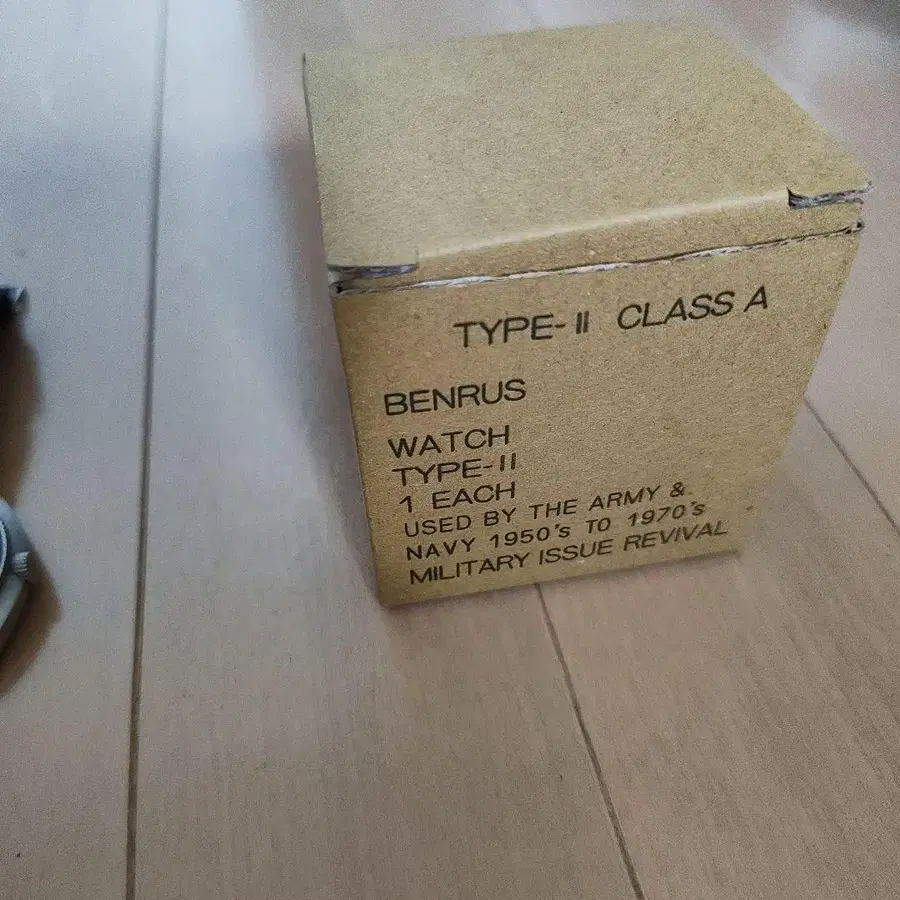 TYPE-II CLASS A
BENRUS
WATCH
TYPE-II
1 EACH
USED BY THE ARMY &
NAVY 1950's TO 1970's
MILITARY ISSUE REVIVAL